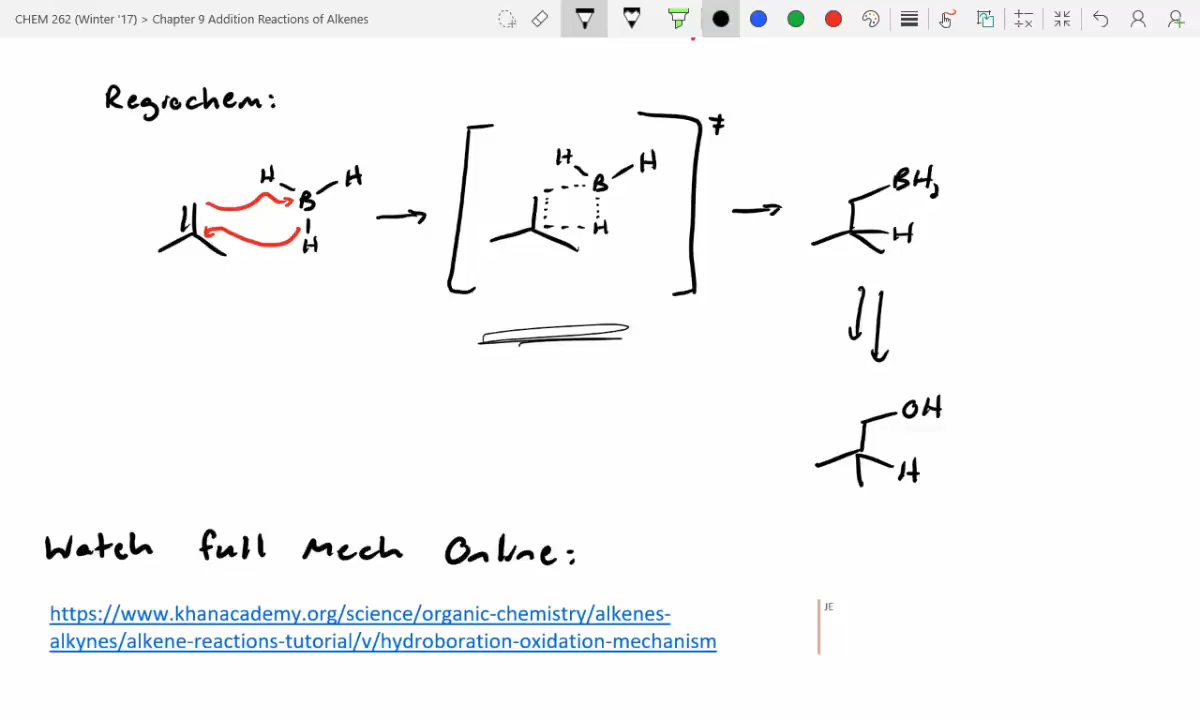 CHEM 262 (Winter '17) > Chapter 9 Addition Reactions of Alkenes
Regiochem:
H H
B
H
H H
B
H
≠
BH₂
H
OH
H
Watch full Mech Online:
https://www.khanacademy.org/science/organic-chemistry/alkenes-
alkynes/alkene-reactions-tutorial/v/hydroboration-oxidation-mechanism
JE